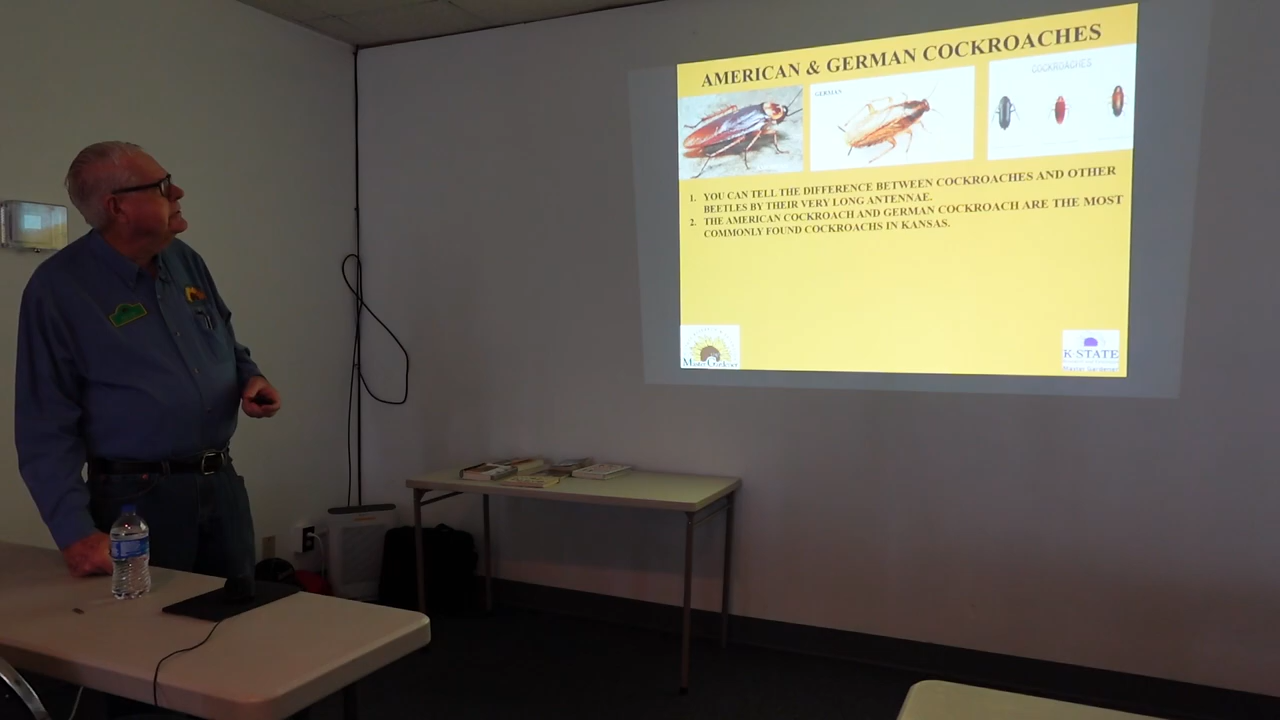 AMERICAN & GERMAN COCKROACHES
GERMAN
COCKROACHES
1. YOU CAN TELL THE DIFFERENCE BETWEEN COCKROACHES AND OTHER
BEETLES BY THEIR VERY LONG ANTENNAE.
2. THE AMERICAN COCKROACH AND GERMAN COCKROACH ARE THE MOST
COMMONLY FOUND COCKROACHS IN KANSAS.
Master Gardener
K-STATE
Master Gardener